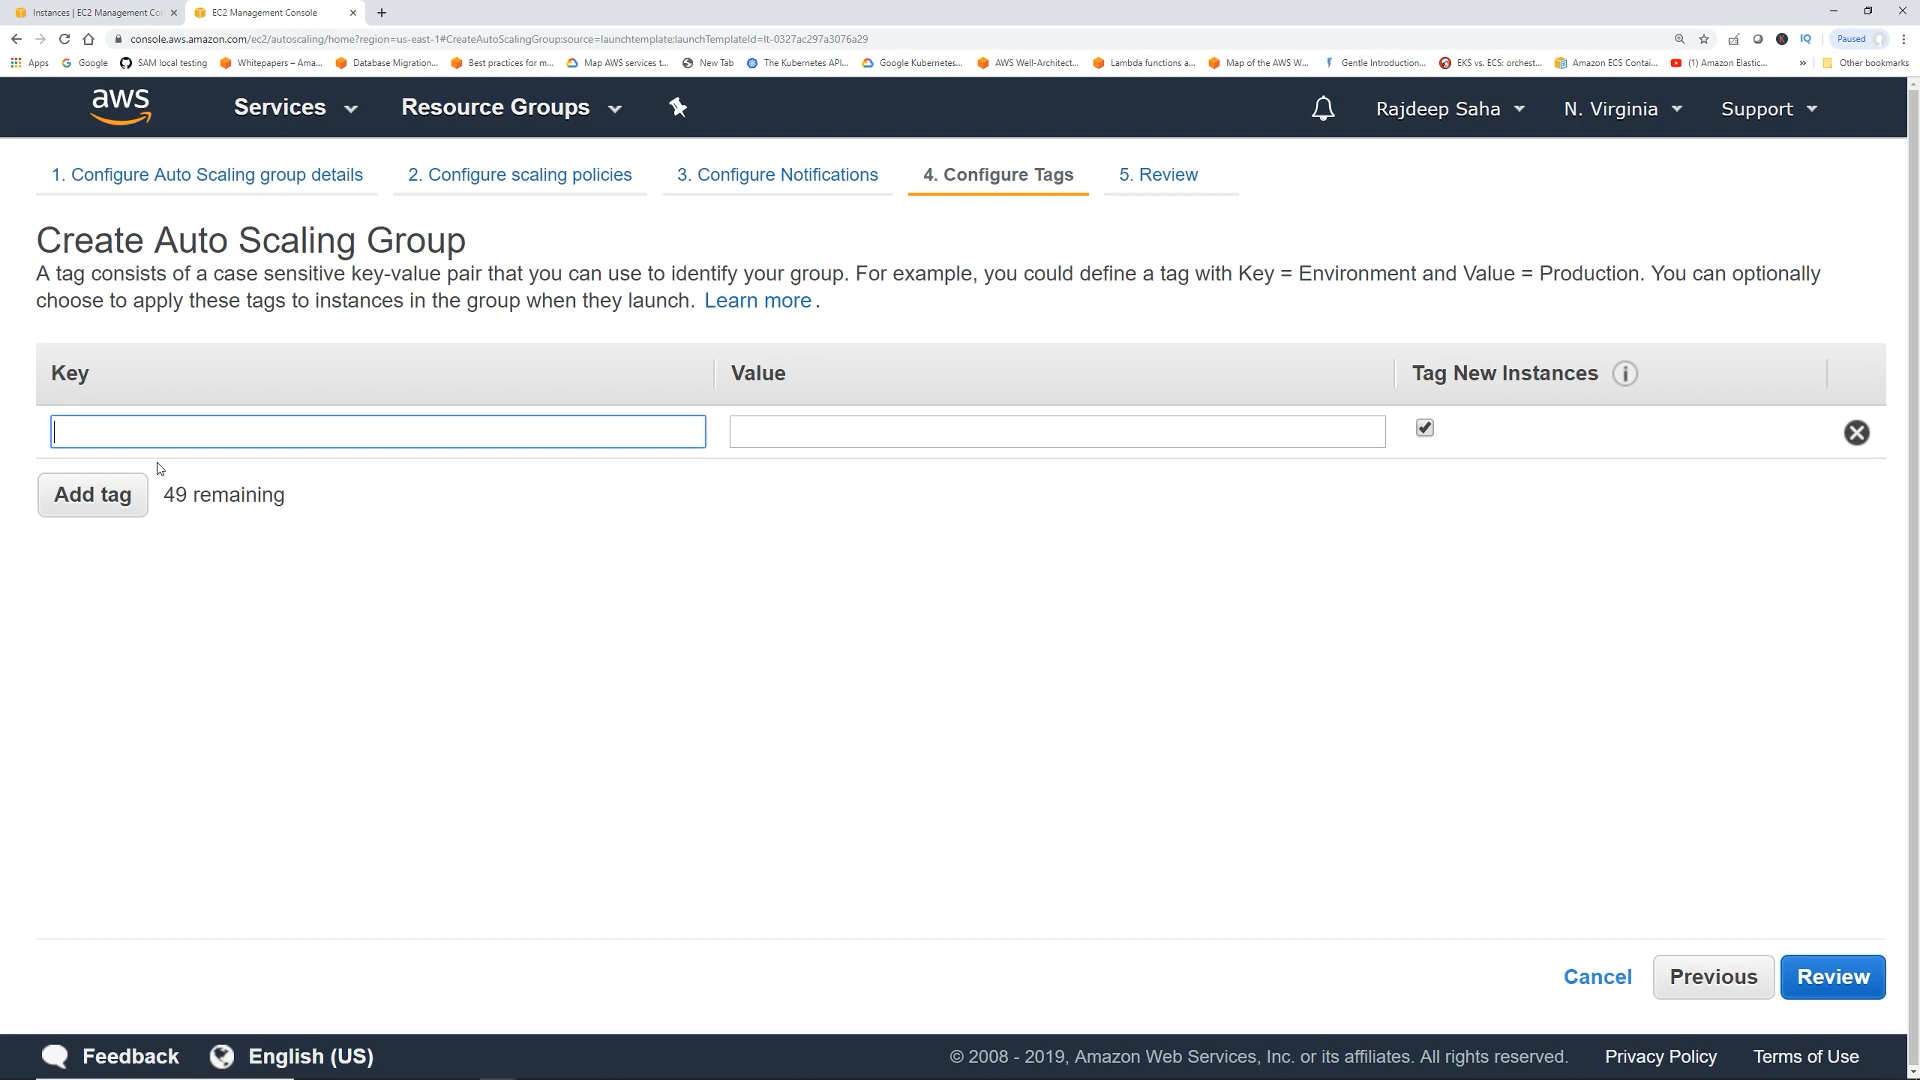 Instances | EC2 Management Co
EC2 Management Console
console.aws.amazon.com/ec2/autoscaling/home?region=us-east-1#CreateAutoScalingGroup:source=launchtemplate;launchTemplateId=lt-0327ac297a3076a29
Paused
Apps Google SAM local testing Whitepapers – Ama... Database Migration... Best practices for m... Map AWS services t... New Tab The Kubernetes API... Google Kubernetes... AWS Well-Architect... Lambda functions a... Map of the AWS W... Gentle Introduction... EKS vs. ECS: orchest... Amazon ECS Contai... (1) Amazon Elastic... » Other bookmarks
aws Services Resource Groups Rajdeep Saha N. Virginia Support
1. Configure Auto Scaling group details 2. Configure scaling policies 3. Configure Notifications 4. Configure Tags 5. Review
Create Auto Scaling Group
A tag consists of a case sensitive key-value pair that you can use to identify your group. For example, you could define a tag with Key = Environment and Value = Production. You can optionally
choose to apply these tags to instances in the group when they launch. Learn more.
Key Value Tag New Instances
Add tag 49 remaining
Cancel Previous Review
Feedback English (US) © 2008 - 2019, Amazon Web Services, Inc. or its affiliates. All rights reserved. Privacy Policy Terms of Use